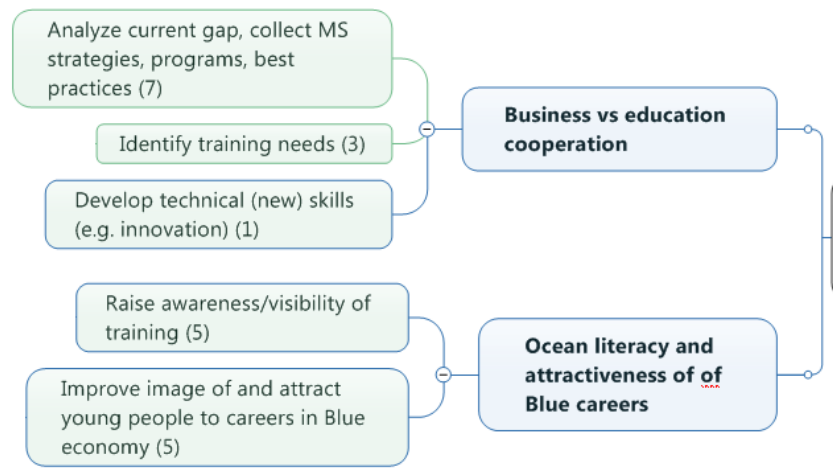 Analyze current gap, collect MS
strategies, programs, best
practices (7)
Identify training needs (3)
Develop technical (new) skills
(e.g. innovation) (1)
Business vs education
cooperation
Raise awareness/visibility of
training (5)
Improve image of and attract
young people to careers in Blue
economy (5)
Ocean literacy and
attractiveness of of
Blue careers